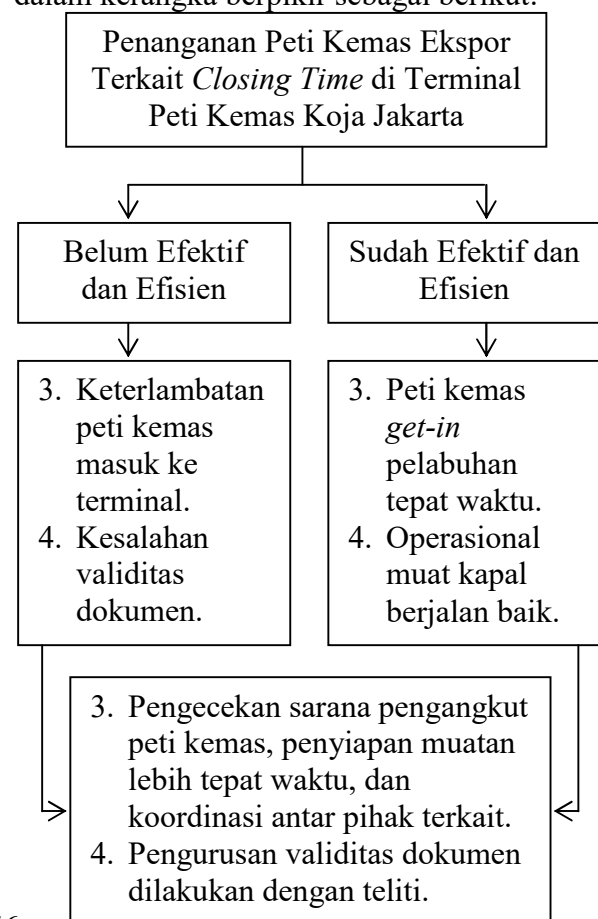 dalam kerangka berpikir sebagai berikut:
Penanganan Peti Kemas Ekspor
Terkait Closing Time di Terminal
Peti Kemas Koja Jakarta
Belum Efektif
dan Efisien
Sudah Efektif dan
Efisien
3. Keterlambatan
peti kemas
masuk ke
terminal.
4. Kesalahan
validitas
dokumen.
3. Peti kemas
get-in
pelabuhan
tepat waktu.
4. Operasional
muat kapal
berjalan baik.
3. Pengecekan sarana pengangkut
peti kemas, penyiapan muatan
lebih tepat waktu, dan
koordinasi antar pihak terkait.
4. Pengurusan validitas dokumen
dilakukan dengan teliti.